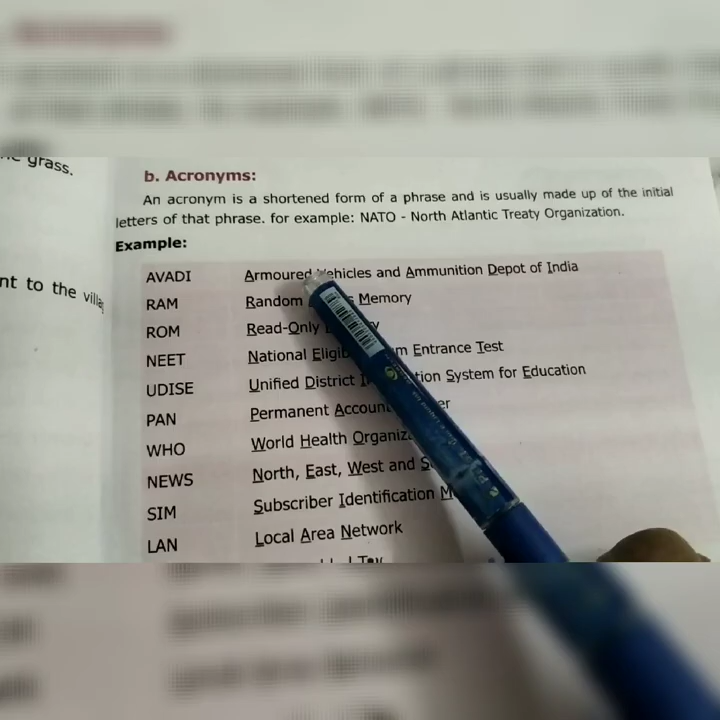 grass.
nt to the villa
b. Acronyms:
An acronym is a shortened form of a phrase and is usually made up of the initial
letters of that phrase. for example: NATO - North Atlantic Treaty Organization.
Example:
AVADI Armoured Vehicles and Ammunition Depot of India
RAM Random Memory
ROM Read-Only
NEET National Entrance Test
UDISE Unified District System for Education
PAN Permanent Account
WHO World Health
NEWS North, East, West and
SIM Subscriber Identification
LAN Local Area Network